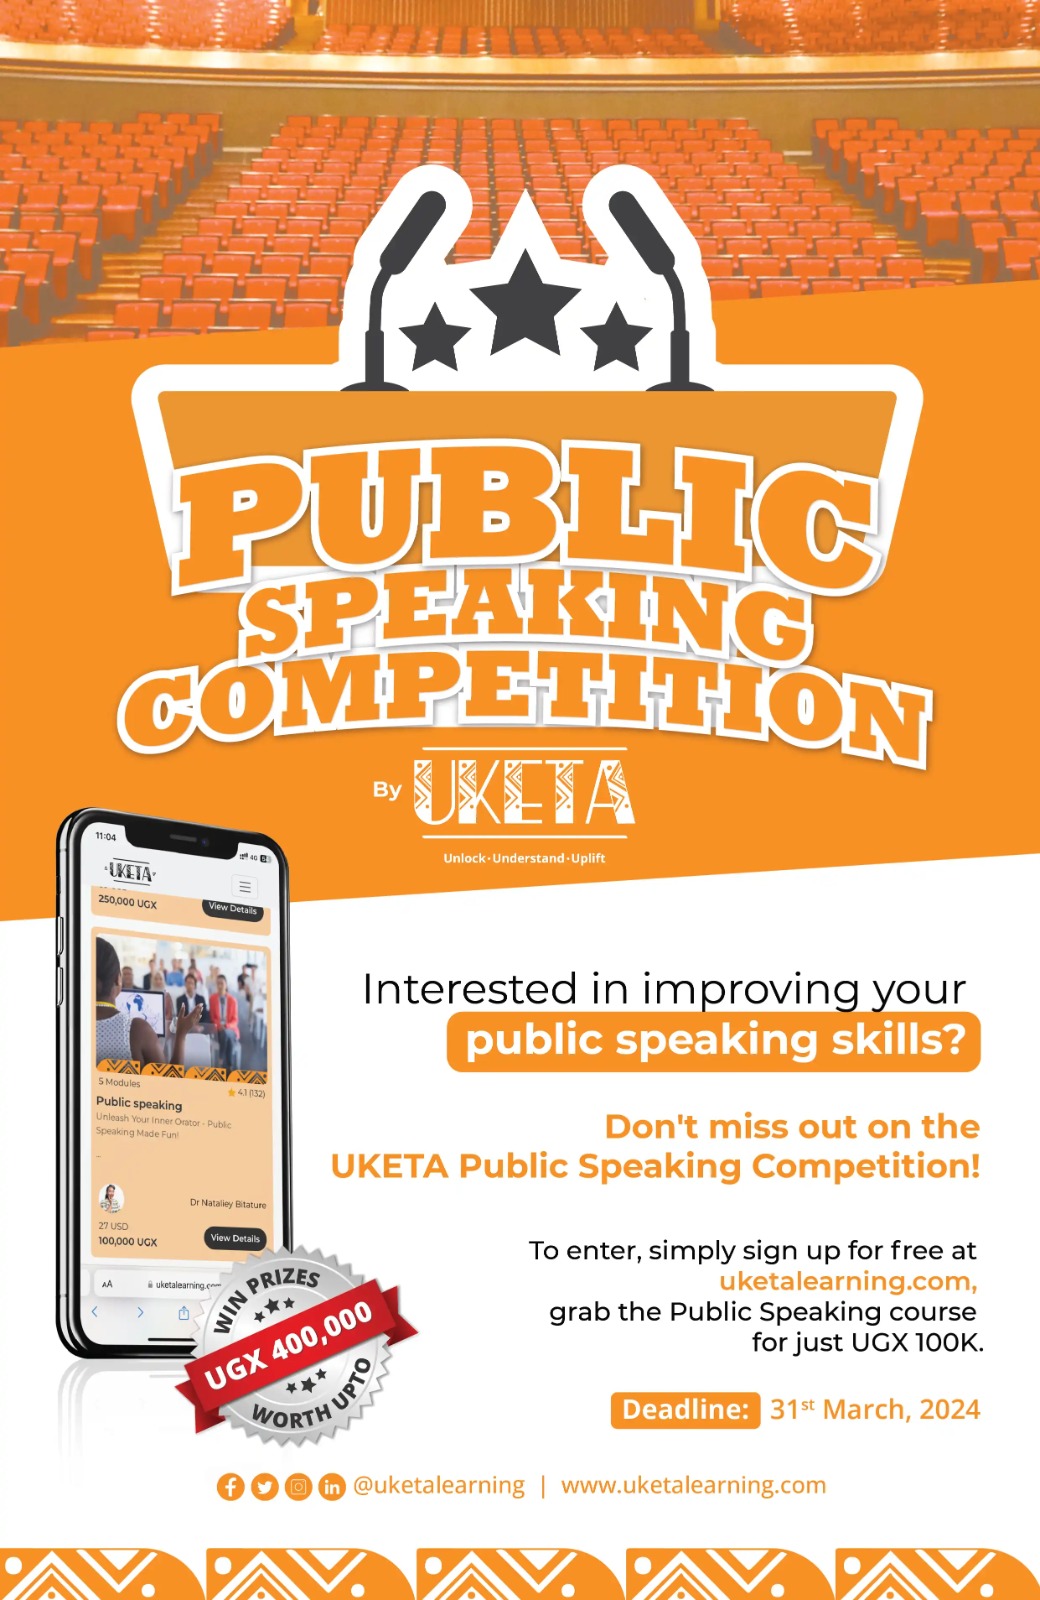 PUBLIC
SPEAKING
COMPETITION
By UKETA
Unlock·Understand·Uplift
11:04
4G
UKETA
250,000 UGX
View Details
5 Modules
4.1 (132)
Public speaking
Unleash Your Inner Orator - Public
Speaking Made Fun!
Dr Nataliey Bitature
27 USD
100,000 UGX
View Details
AA
uketalearning.co
WIN PRIZES
UGX 400,000
WORTH UPTO
Interested in improving your
public speaking skills?
Don't miss out on the
UKETA Public Speaking Competition!
To enter, simply sign up for free at
uketalearning.com,
grab the Public Speaking course
for just UGX 100K.
Deadline: 31st March, 2024
@uketalearning | www.uketalearning.com